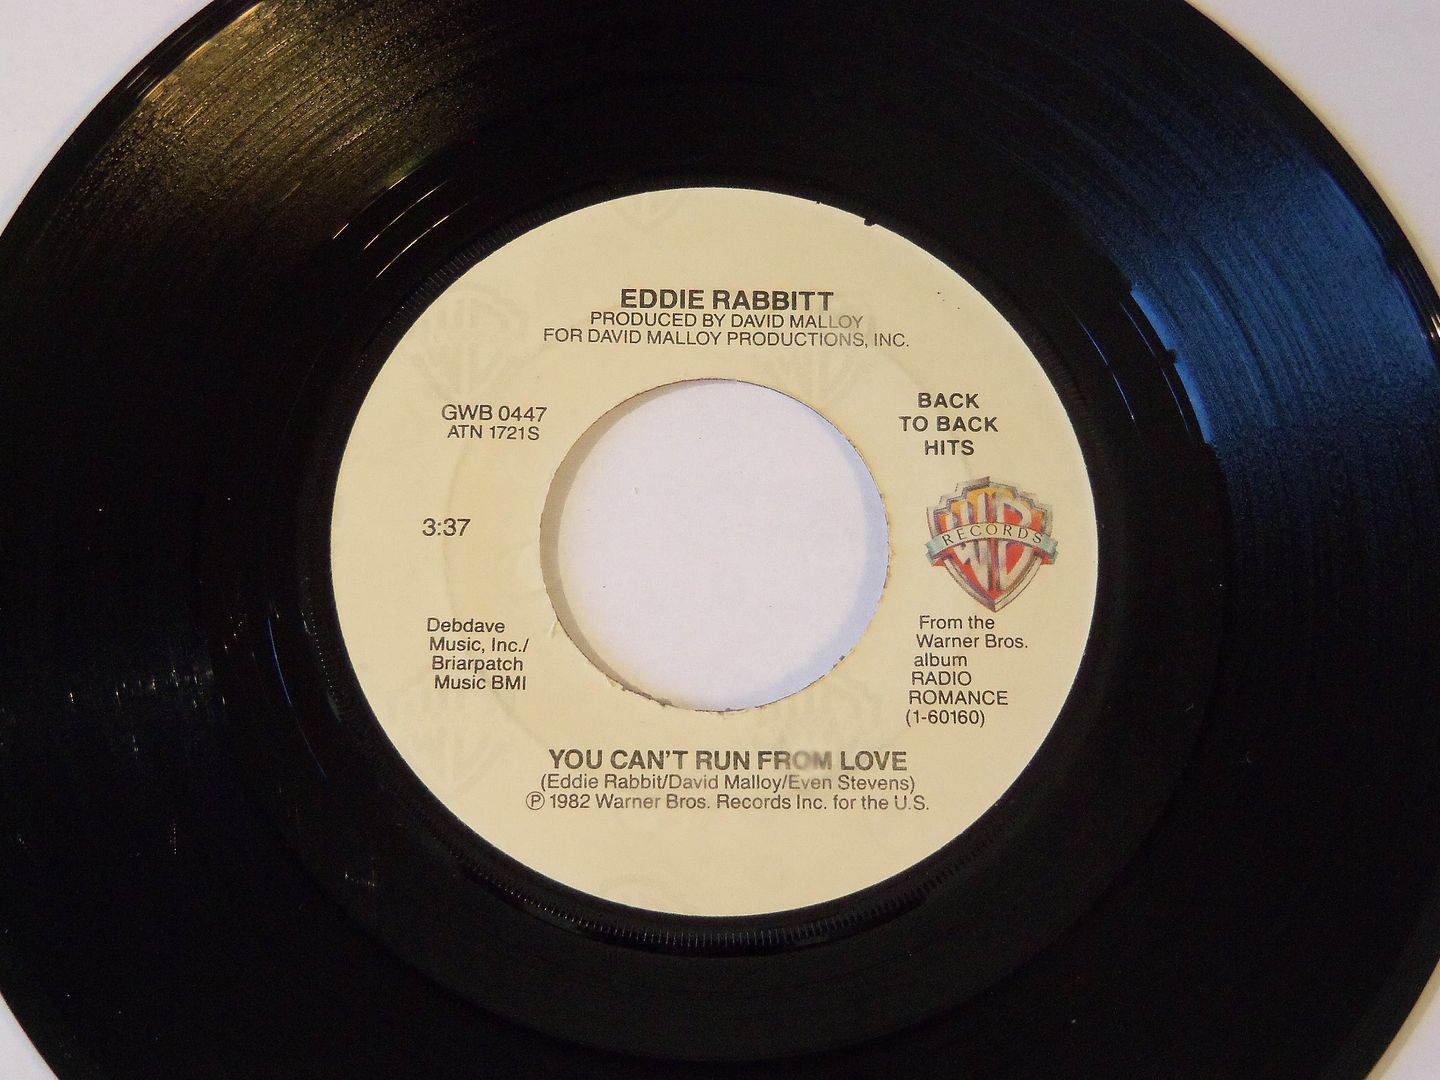 EDDIE RABBITT
PRODUCED BY DAVID MALLOY
FOR DAVID MALLOY PRODUCTIONS, INC.
GWB 0447
ATN 1721S
BACK
TO BACK
HITS
3:37
WB
RECORDS
Debdave
Music, Inc./
Briarpatch
Music BMI
From the
Warner Bros.
album
RADIO
ROMANCE
(1-60160)
YOU CAN'T RUN FROM LOVE
(Eddie Rabbit/David Malloy/Even Stevens)
℗ 1982 Warner Bros. Records Inc. for the U.S.